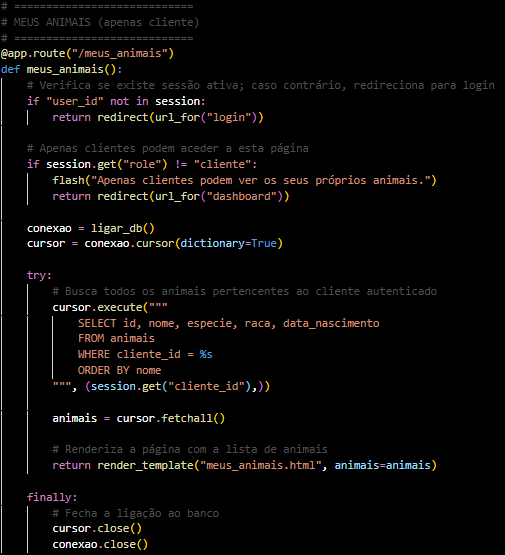 # ============================
# MEUS ANIMAIS (apenas cliente)
# ============================
@app.route("/meus_animais")
def meus_animais():
    # Verifica se existe sessão ativa; caso contrário, redireciona para login
    if "user_id" not in session:
        return redirect(url_for("login"))

    # Apenas clientes podem aceder a esta página
    if session.get("role") != "cliente":
        flash("Apenas clientes podem ver os seus próprios animais.")
        return redirect(url_for("dashboard"))

    conexao = ligar_db()
    cursor = conexao.cursor(dictionary=True)

    try:
        # Busca todos os animais pertencentes ao cliente autenticado
        cursor.execute("""
            SELECT id, nome, especie, raca, data_nascimento
            FROM animais
            WHERE cliente_id = %s
            ORDER BY nome
        """, (session.get("cliente_id"),))

        animais = cursor.fetchall()

        # Renderiza a página com a lista de animais
        return render_template("meus_animais.html", animais=animais)

    finally:
        # Fecha a ligação ao banco
        cursor.close()
        conexao.close()